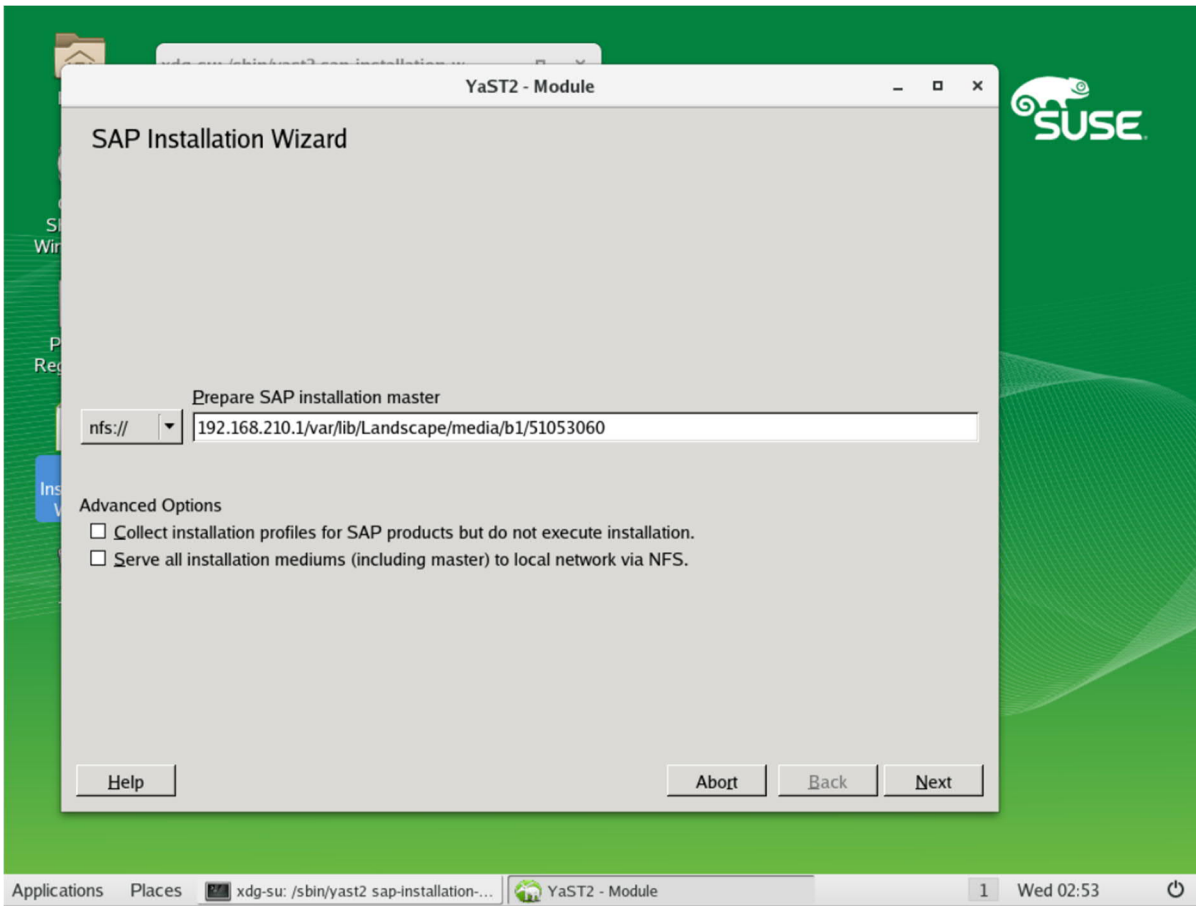 YaST2 - Module
SUSE
SAP Installation Wizard
Prepare SAP installation master
nfs://
192.168.210.1/var/lib/Landscape/media/b1/51053060
Advanced Options
Collect installation profiles for SAP products but do not execute installation.
Serve all installation mediums (including master) to local network via NFS.
Help
Abort
Back
Next
Applications
Places
xdg-su: /sbin/yast2 sap-installation-...
YaST2 - Module
1
Wed 02:53